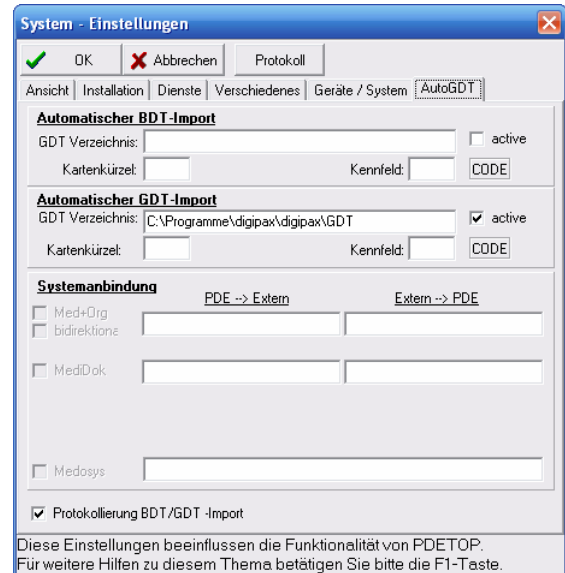 System - Einstellungen
OK Abbrechen Protokoll
Ansicht Installation Dienste Verschiedenes Geräte / System AutoGDT
Automatischer BDT-Import
GDT Verzeichnis: active
Kartenkürzel: Kennfeld: CODE
Automatischer GDT-Import
GDT Verzeichnis: C:\Programme\digipax\digipax\GDT active
Kartenkürzel: Kennfeld: CODE
Systemanbindung
PDE --> Extern Extern --> PDE
Med+Org
bidirektiona
MediDok
Medosys
Protokollierung BDT/GDT -Import
Diese Einstellungen beeinflussen die Funktionalität von PDETOP.
Für weitere Hilfen zu diesem Thema betätigen Sie bitte die F1-Taste.